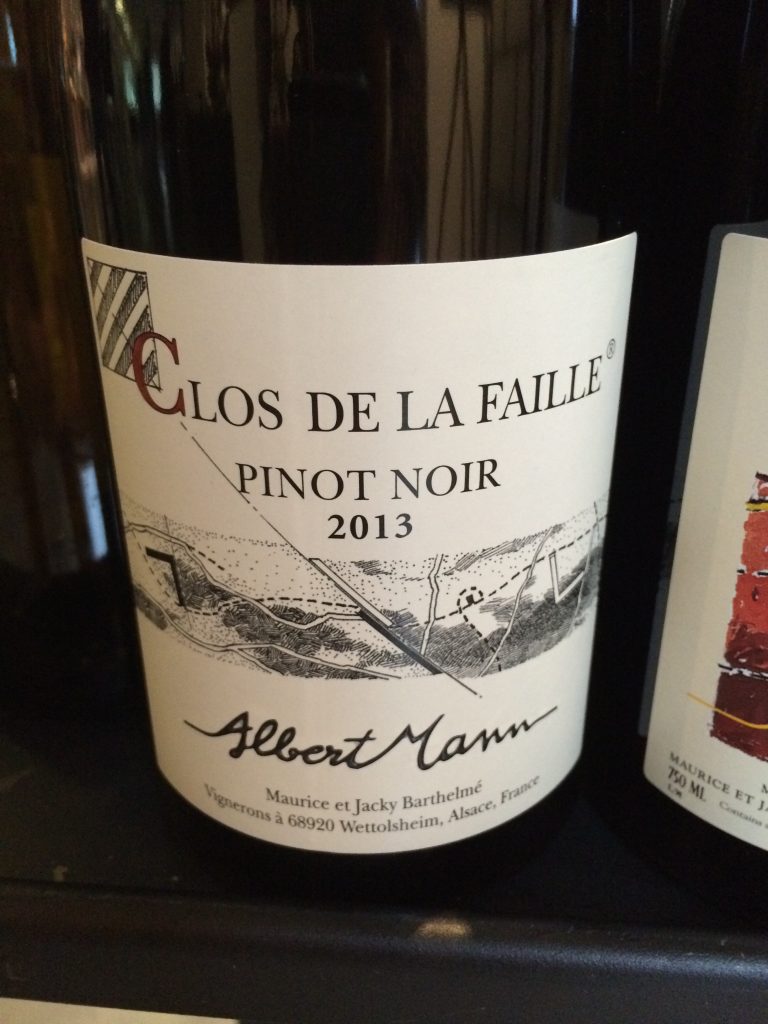 CLOS DE LA FAILLE®
PINOT NOIR
2013
Albert Mann
Maurice et Jacky Barthelmé
Vignerons à 68920 Wettolsheim, Alsace, France
MAURICE ET JA
750 ML
Contains